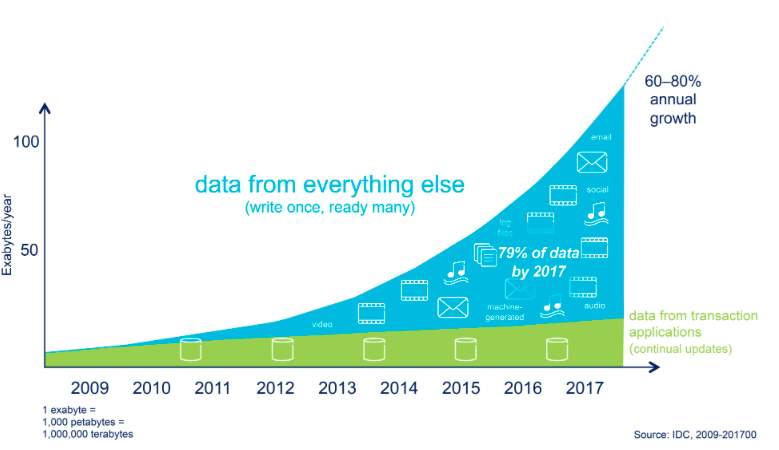 60–80%
annual
growth
100
email
data from everything else
(write once, ready many)
social
log
files
50
79% of data
by 2017
Exabytes/year
machine-
generated
audio
video
data from transaction
applications
(continual updates)
2009 2010 2011 2012 2013 2014 2015 2016 2017
1 exabyte =
1,000 petabytes =
1,000,000 terabytes
Source: IDC, 2009-201700